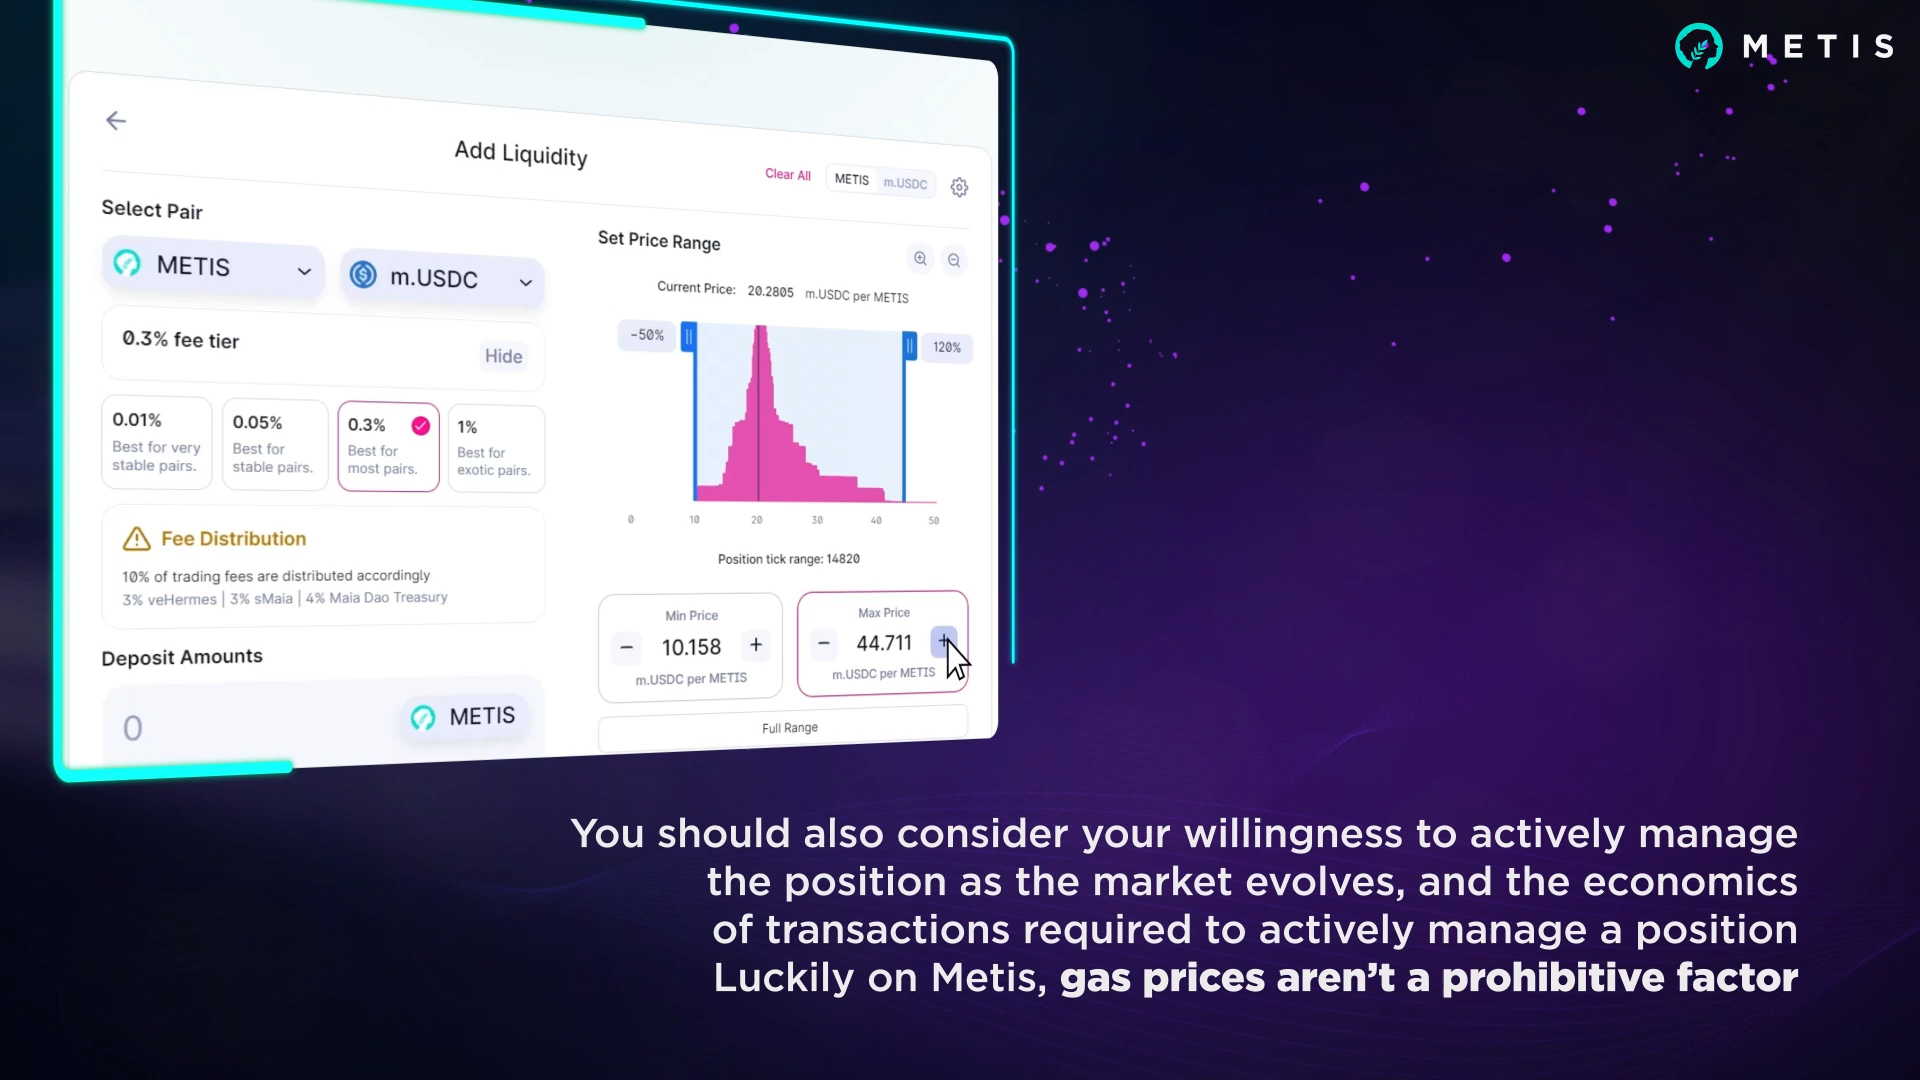 METIS
Add Liquidity
Clear All
METIS m.USDC
Select Pair
METIS
m.USDC
0.3% fee tier
Hide
0.01%
Best for very
stable pairs.
0.05%
Best for
stable pairs.
0.3%
Best for
most pairs.
1%
Best for
exotic pairs.
Fee Distribution
10% of trading fees are distributed accordingly
3% veHermes | 3% sMaia | 4% Maia Dao Treasury
Deposit Amounts
0
METIS
Set Price Range
Current Price: 20.2805 m.USDC per METIS
-50%
120%
0 10 20 30 40 50
Position tick range: 14820
Min Price
- 10.158 +
m.USDC per METIS
Max Price
- 44.711 +
m.USDC per METIS
Full Range
You should also consider your willingness to actively manage
the position as the market evolves, and the economics
of transactions required to actively manage a position
Luckily on Metis, gas prices aren’t a prohibitive factor